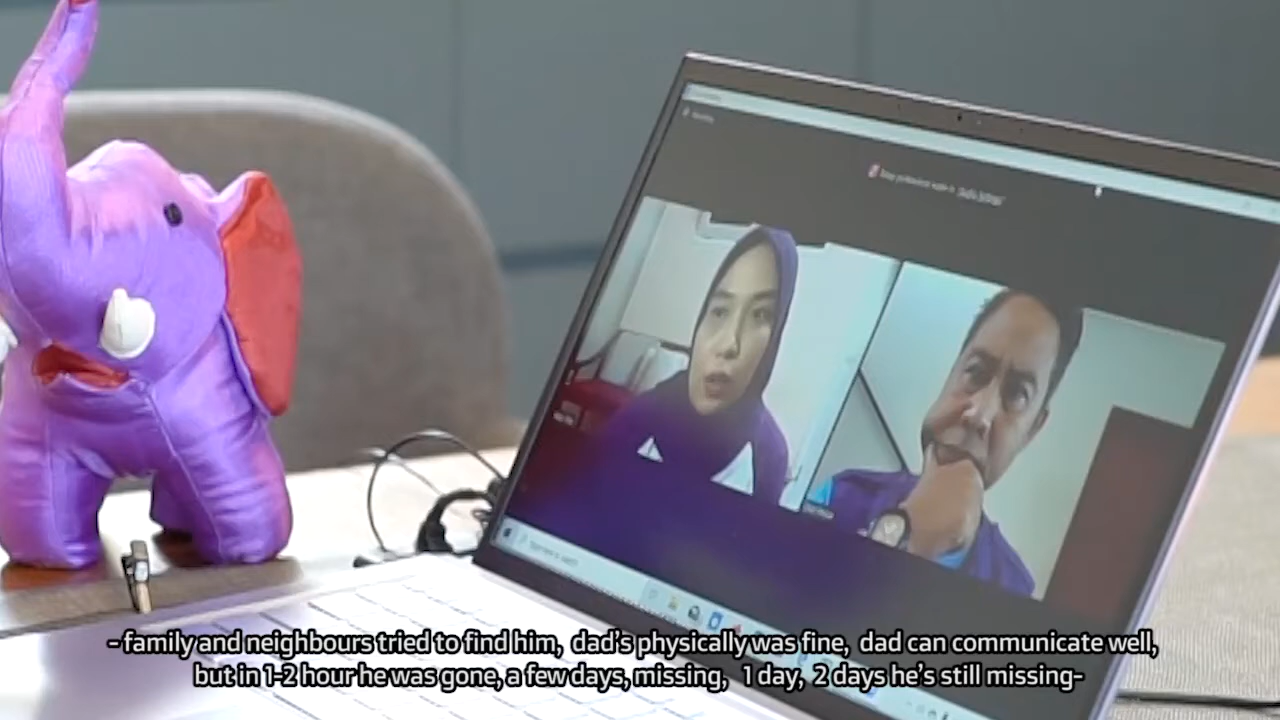 - family and neighbours tried to find him, dad's physically was fine, dad can communicate well,
but in 1-2 hour he was gone, a few days, missing, 1 day, 2 days he's still missing-